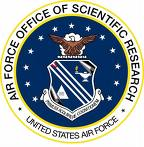 AIR FORCE OFFICE OF SCIENTIFIC RESEARCH
UNITED STATES AIR FORCE